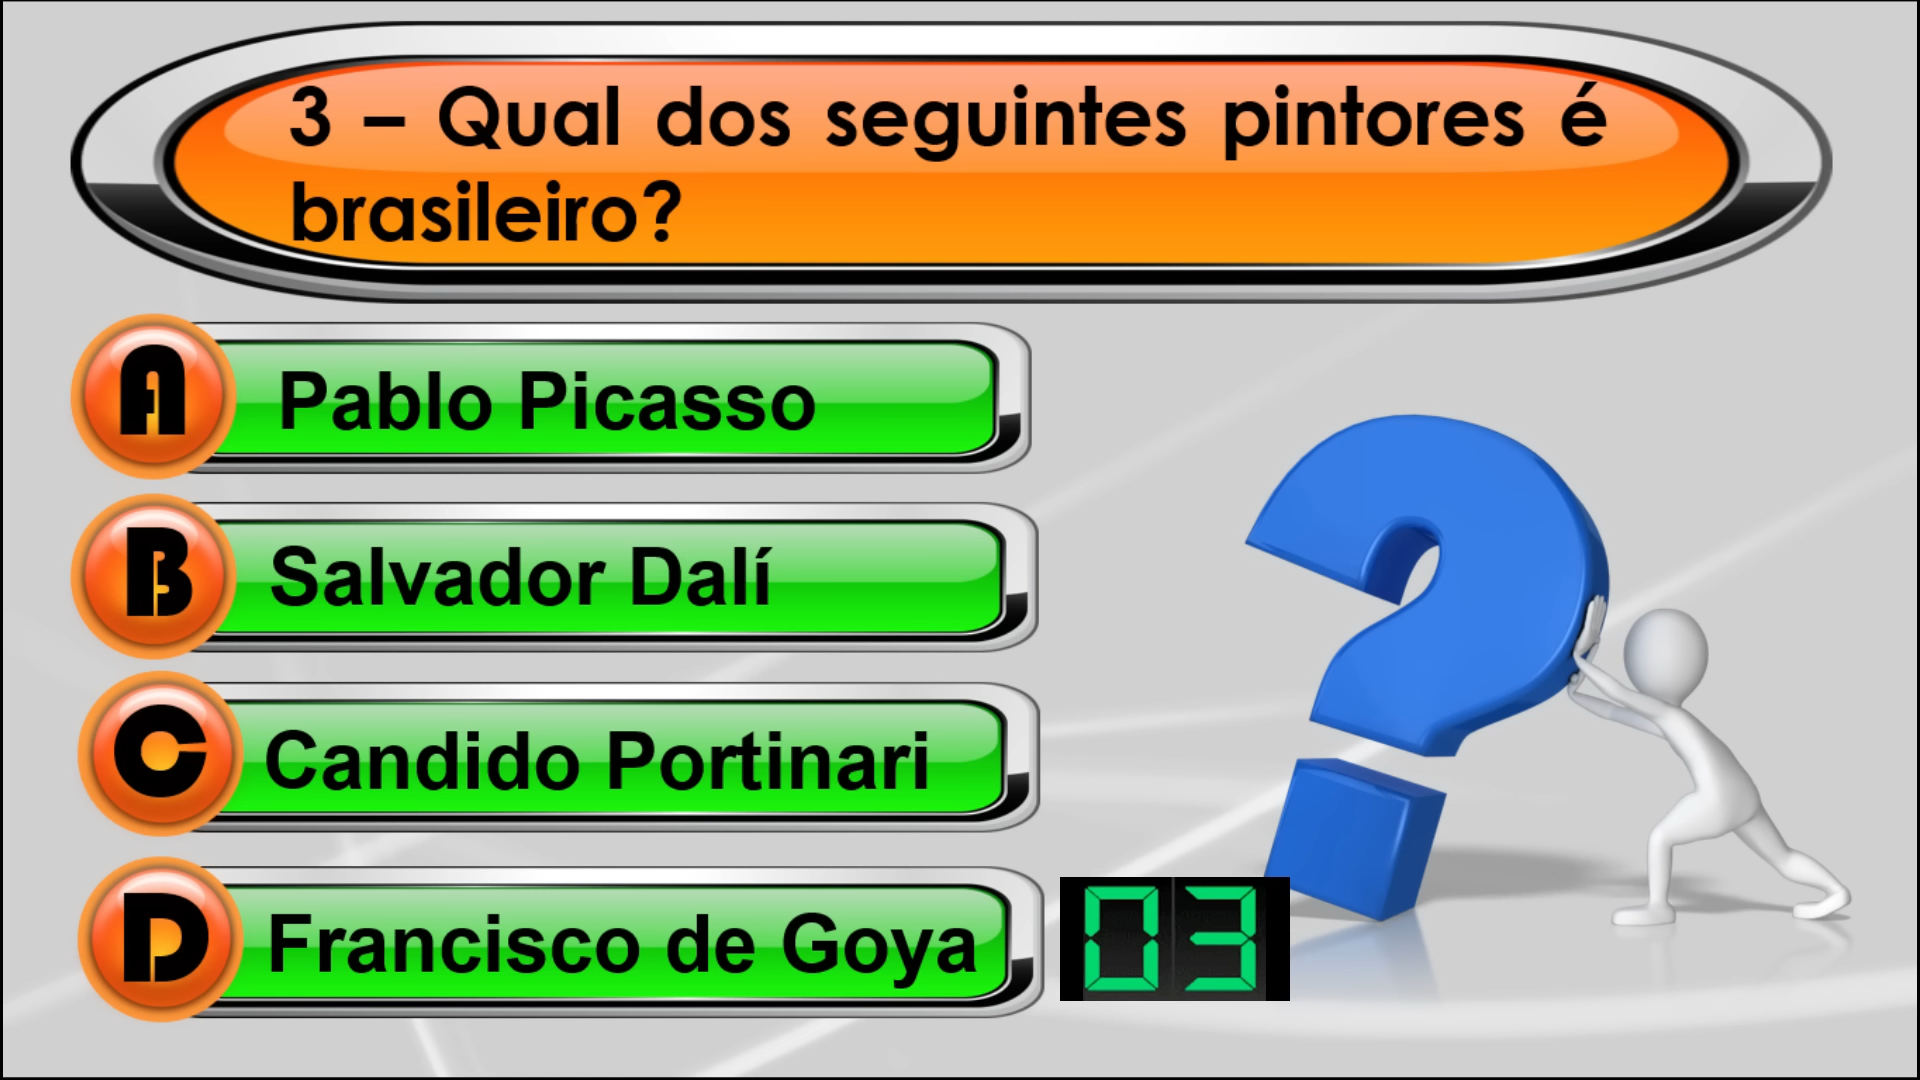 3 – Qual dos seguintes pintores é
brasileiro?
A Pablo Picasso
B Salvador Dalí
C Candido Portinari
D Francisco de Goya
03